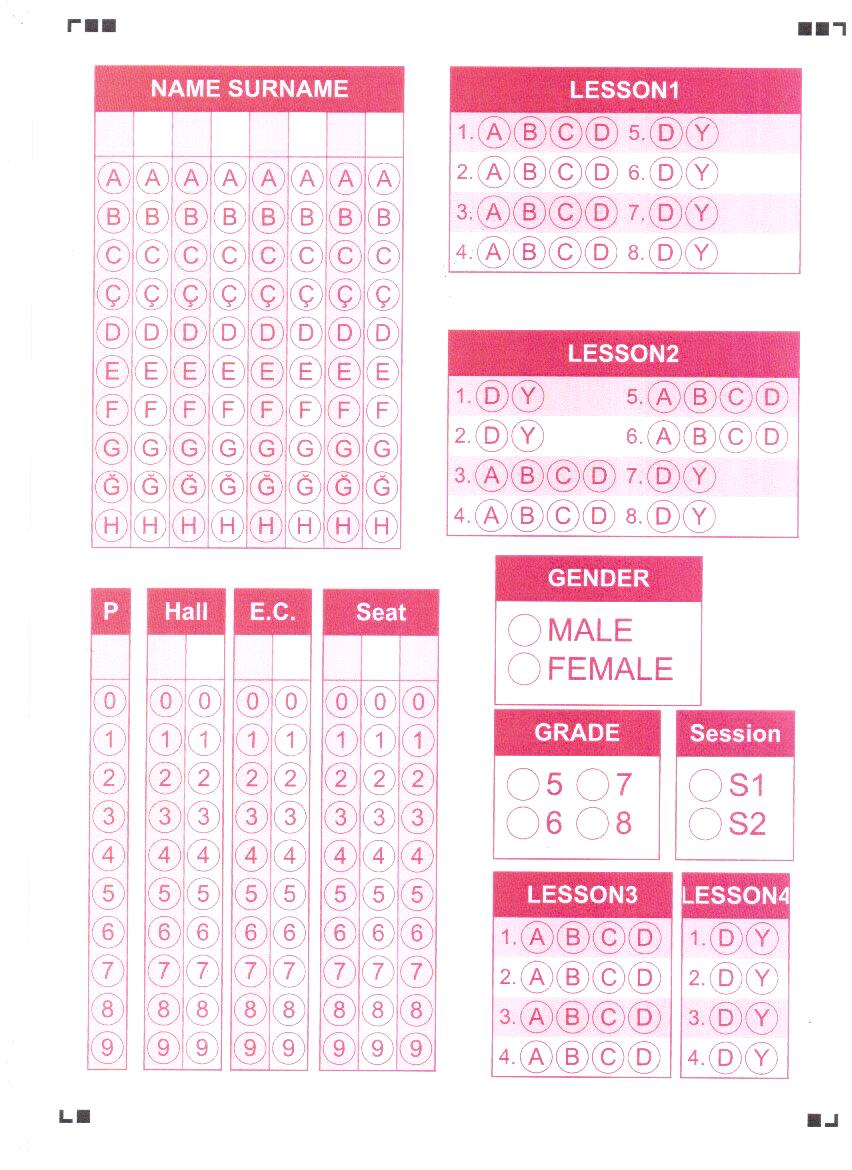 NAME SURNAME
A A A A A A A A
B B B B B B B B
C C C C C C C C
Ç Ç Ç Ç Ç Ç Ç Ç
D D D D D D D D
E E E E E E E E
F F F F F F F F
G G G G G G G G
Ğ Ğ Ğ Ğ Ğ Ğ Ğ Ğ
H H H H H H H H
LESSON1
1. A B C D 5. D Y
2. A B C D 6. D Y
3. A B C D 7. D Y
4. A B C D 8. D Y
LESSON2
1. D Y 5. A B C D
2. D Y 6. A B C D
3. A B C D 7. D Y
4. A B C D 8. D Y
P Hall E.C. Seat
0 0 0 0 0 0 0 0
1 1 1 1 1 1 1 1
2 2 2 2 2 2 2 2
3 3 3 3 3 3 3 3
4 4 4 4 4 4 4 4
5 5 5 5 5 5 5 5
6 6 6 6 6 6 6 6
7 7 7 7 7 7 7 7
8 8 8 8 8 8 8 8
9 9 9 9 9 9 9 9
GENDER
MALE
FEMALE
GRADE
5 7
6 8
Session
S1
S2
LESSON3
1. A B C D
2. A B C D
3. A B C D
4. A B C D
LESSON4
1. D Y
2. D Y
3. D Y
4. D Y